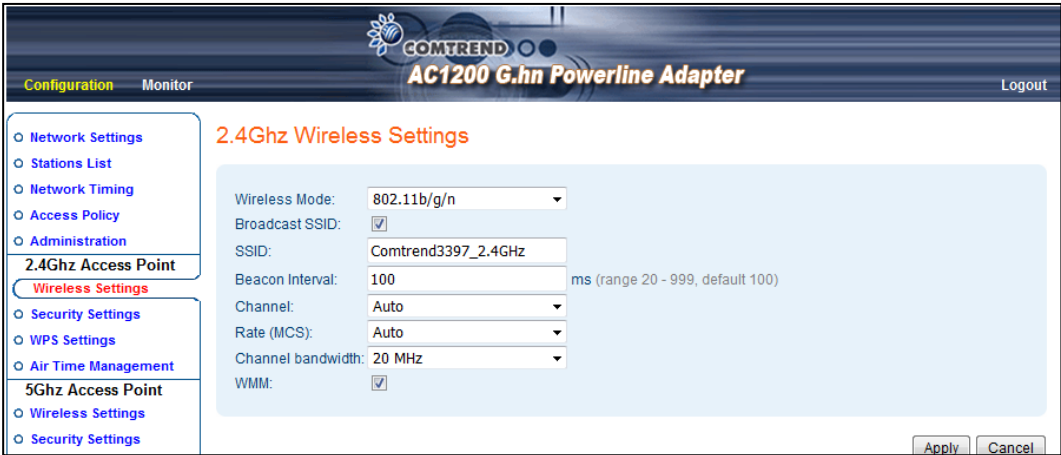 COMTREND
AC1200 G.hn Powerline Adapter
Configuration Monitor Logout
Network Settings
Stations List
Network Timing
Access Policy
Administration
2.4Ghz Access Point
Wireless Settings
Security Settings
WPS Settings
Air Time Management
5Ghz Access Point
Wireless Settings
Security Settings
2.4Ghz Wireless Settings
Wireless Mode: 802.11b/g/n
Broadcast SSID:
SSID: Comtrend3397_2.4GHz
Beacon Interval: 100 ms (range 20 - 999, default 100)
Channel: Auto
Rate (MCS): Auto
Channel bandwidth: 20 MHz
WMM:
Apply Cancel